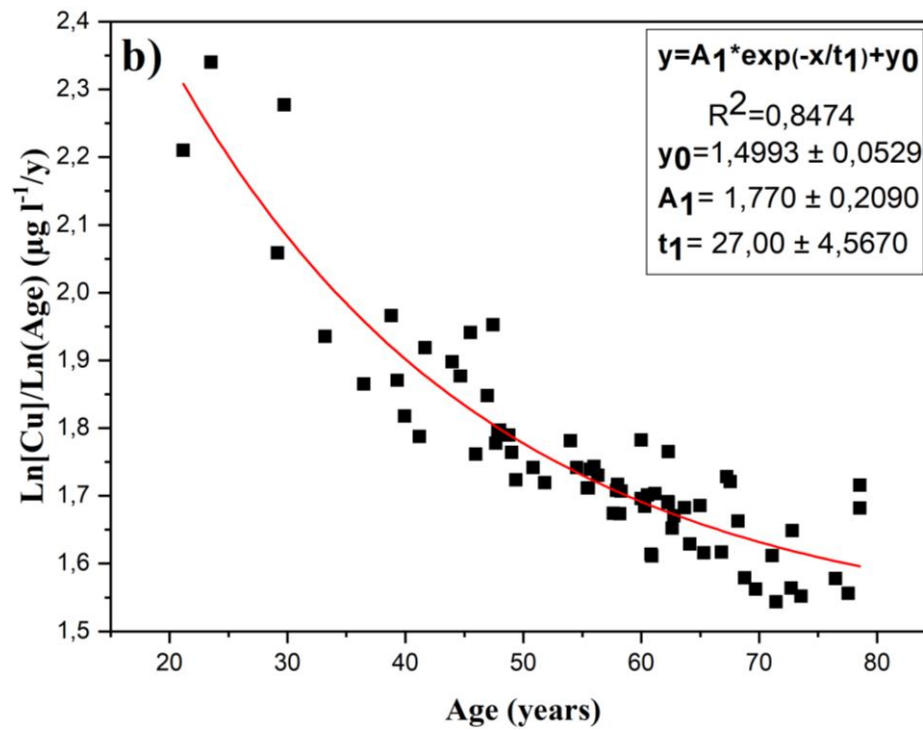 b)
y=A1*exp(-x/t1)+y0
R2=0,8474
y0=1,4993 ± 0,0529
A1= 1,770 ± 0,2090
t1= 27,00 ± 4,5670
Ln[Cu]/Ln(Age) (µg l-1/y)
2,4
2,3
2,2
2,1
2,0
1,9
1,8
1,7
1,6
1,5
20 30 40 50 60 70 80
Age (years)